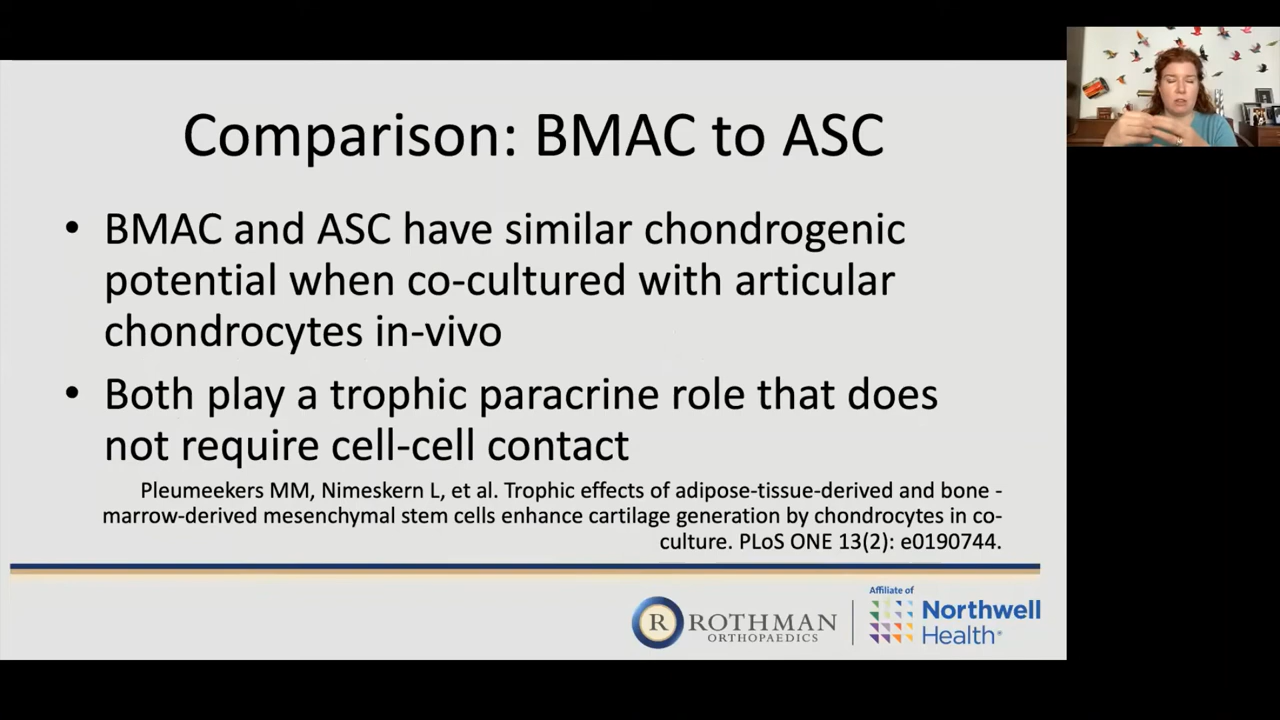 Comparison: BMAC to ASC
• BMAC and ASC have similar chondrogenic
potential when co-cultured with articular
chondrocytes in-vivo
• Both play a trophic paracrine role that does
not require cell-cell contact
Pleumeekers MM, Nimeskern L, et al. Trophic effects of adipose-tissue-derived and bone -
marrow-derived mesenchymal stem cells enhance cartilage generation by chondrocytes in co-
culture. PLoS ONE 13(2): e0190744.
R ROTHMAN
ORTHOPAEDICS
Affiliate of
Northwell
Health®